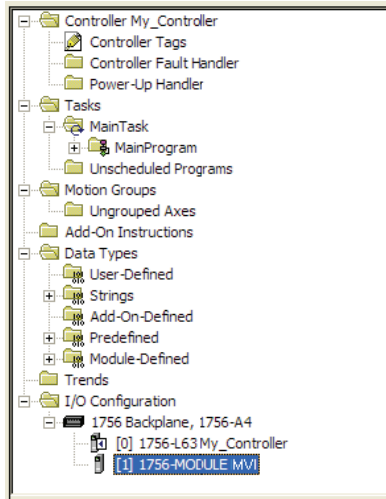 Controller My_Controller
Controller Tags
Controller Fault Handler
Power-Up Handler
Tasks
MainTask
MainProgram
Unscheduled Programs
Motion Groups
Ungrouped Axes
Add-On Instructions
Data Types
User-Defined
Strings
Add-On-Defined
Predefined
Module-Defined
Trends
I/O Configuration
1756 Backplane, 1756-A4
[0] 1756-L63 My_Controller
[1] 1756-MODULE MVI